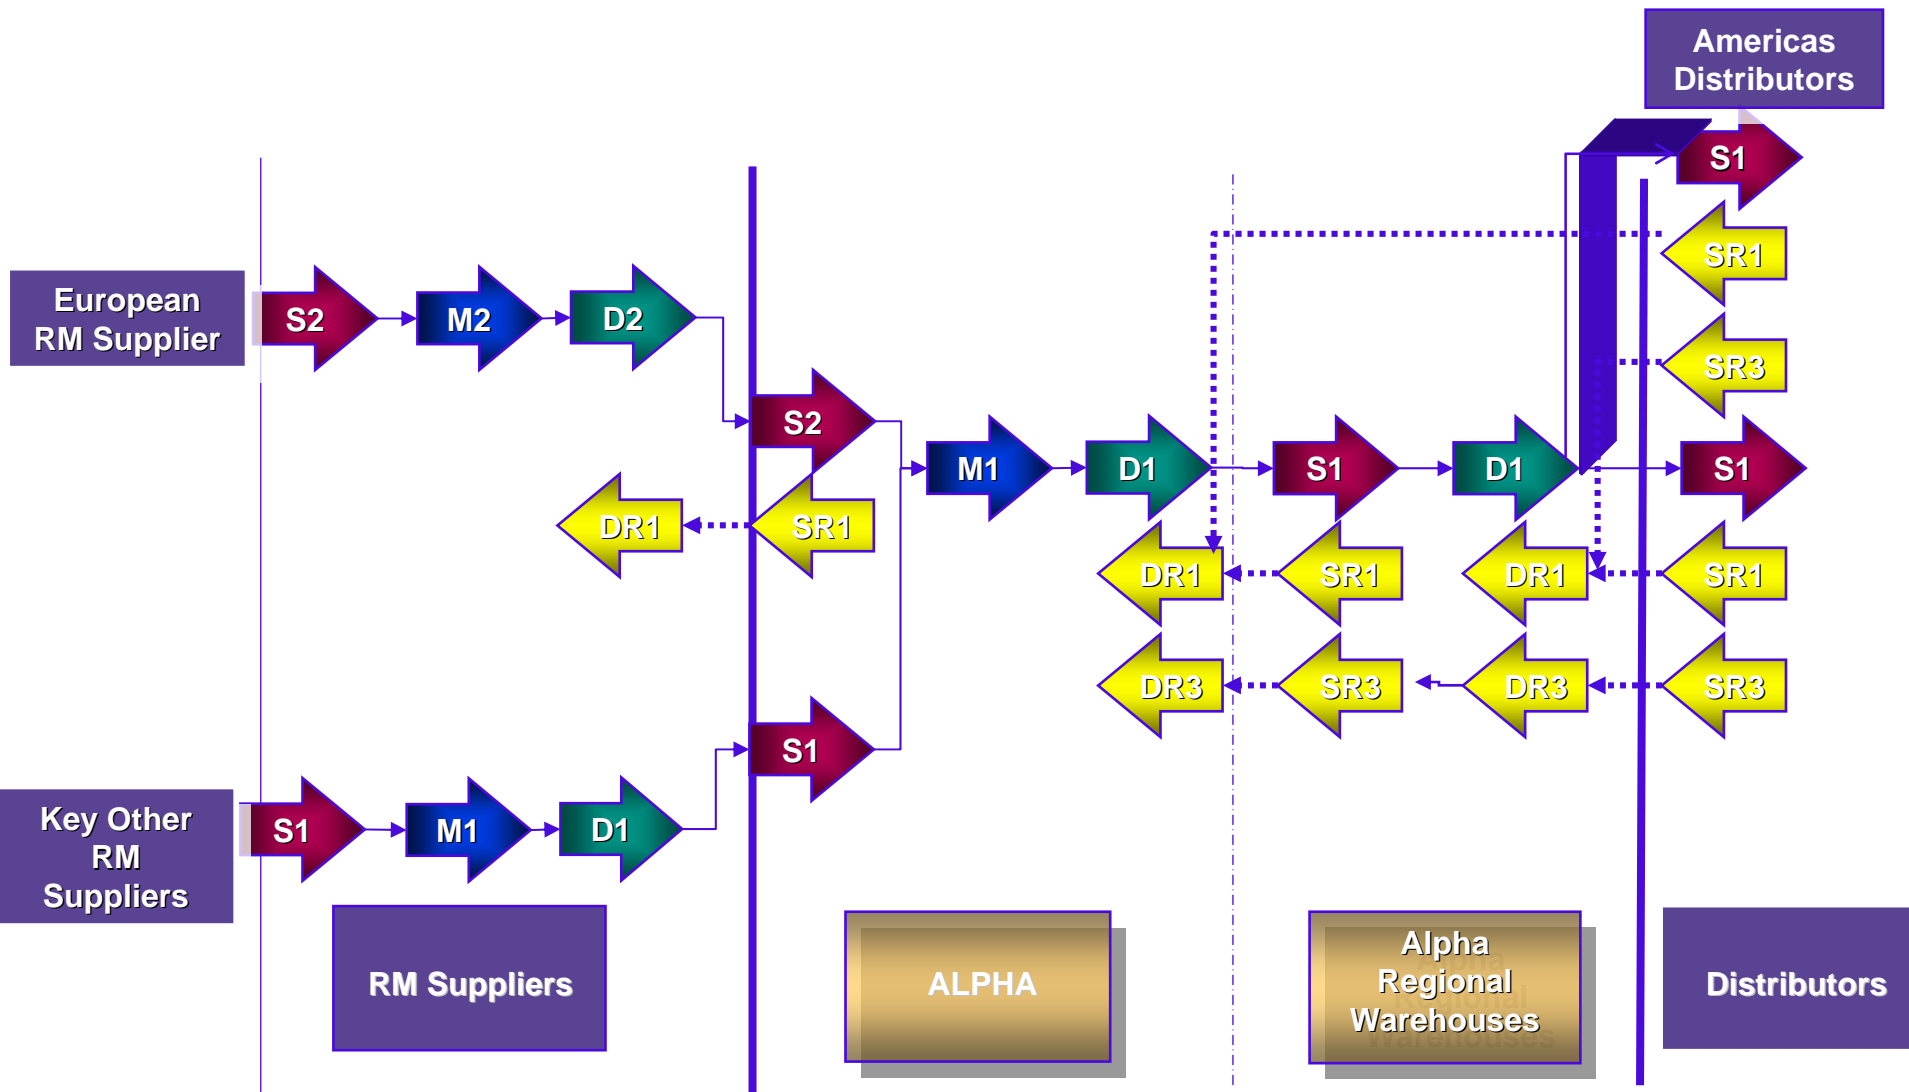 Americas
Distributors
S1
SR1
European
RM Supplier
S2
M2
D2
SR3
S2
M1
D1
S1
D1
S1
DR1
SR1
DR1
SR1
DR1
SR1
DR3
SR3
DR3
SR3
S1
Key Other
RM
Suppliers
S1
M1
D1
RM Suppliers
ALPHA
Alpha
Regional
Warehouses
Distributors